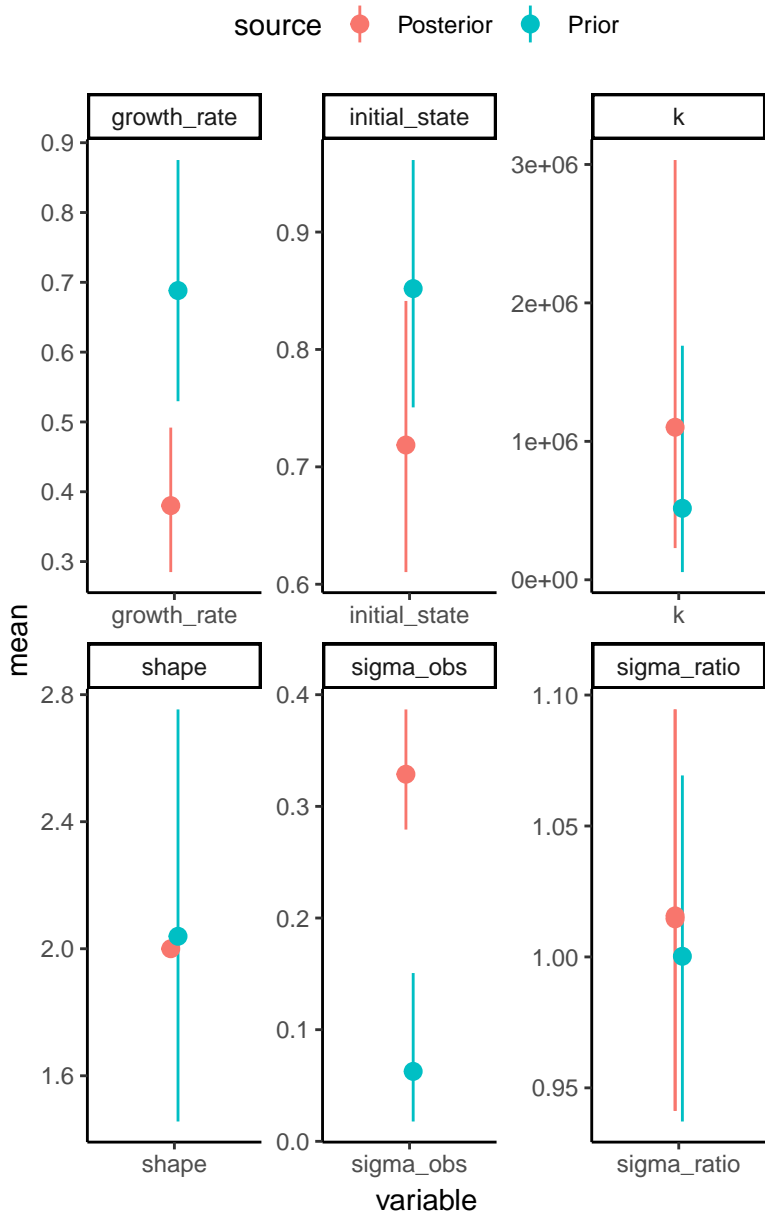 source Posterior Prior
growth_rate initial_state k
0.9
0.8
0.7
0.6
0.5
0.4
0.3
0.9
0.8
0.7
0.6
3e+06
2e+06
1e+06
0e+00
growth_rate initial_state k
mean
shape sigma_obs sigma_ratio
2.8
2.4
2.0
1.6
0.4
0.3
0.2
0.1
0.0
1.10
1.05
1.00
0.95
shape sigma_obs sigma_ratio
variable